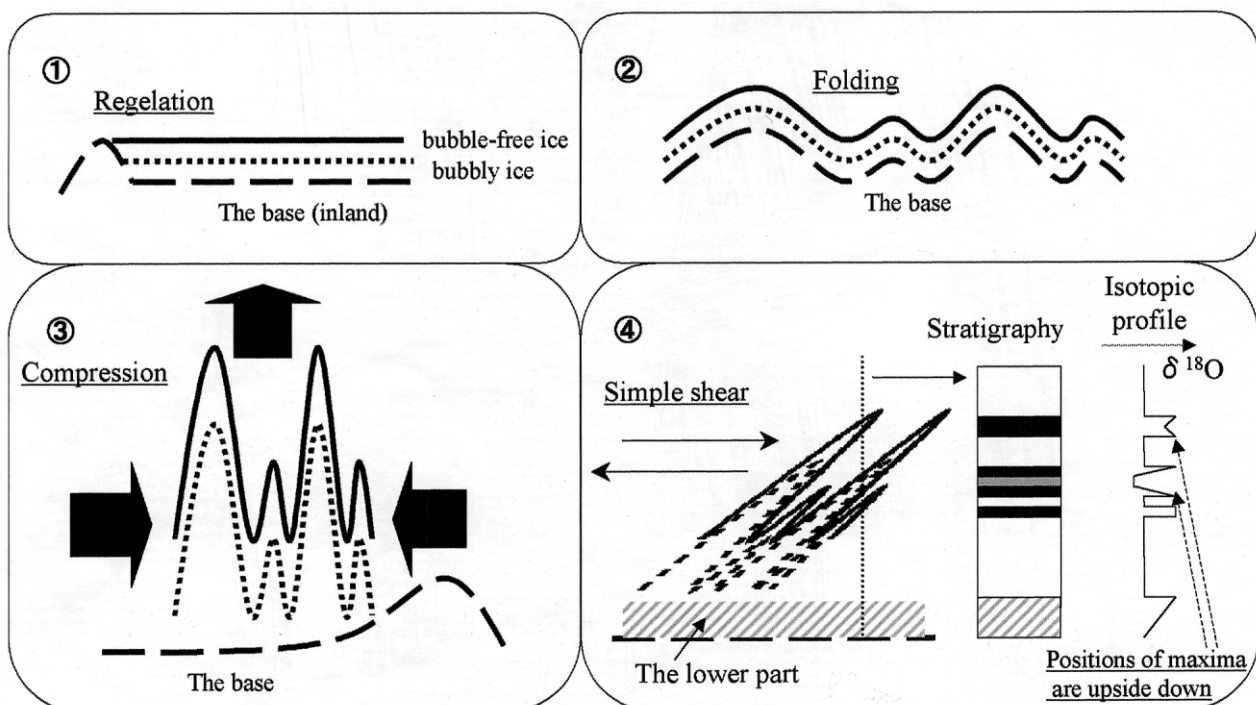 ①
Regelation
bubble-free ice
bubbly ice
The base (inland)
②
Folding
The base
③
Compression
The base
④
Simple shear
Stratigraphy
Isotopic
profile
δ ¹⁸O
The lower part
Positions of maxima
are upside down